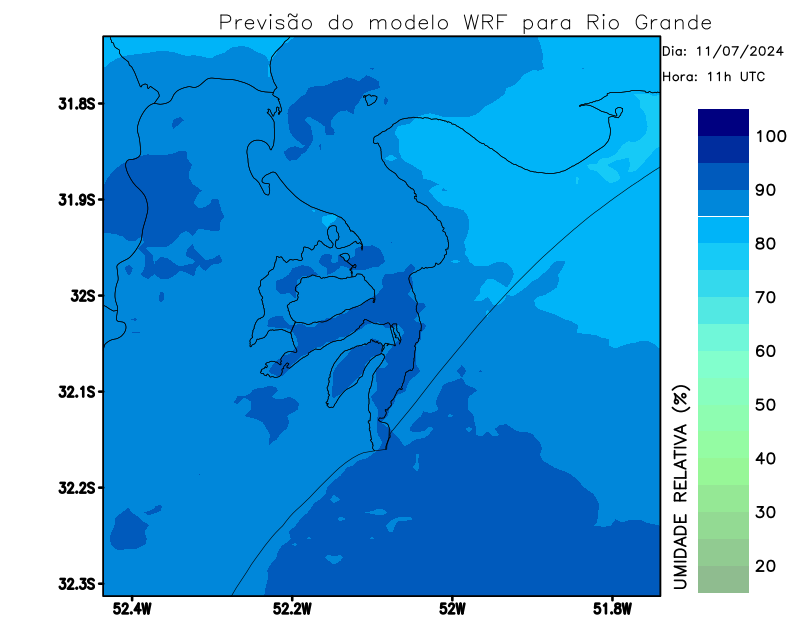 Previsão do modelo WRF para Rio Grande
Dia: 11/07/2024
Hora: 11h UTC
31.8S
31.9S
32S
32.1S
32.2S
32.3S
52.4W
52.2W
52W
51.8W
100
90
80
70
60
50
40
30
20
UMIDADE RELATIVA (%)